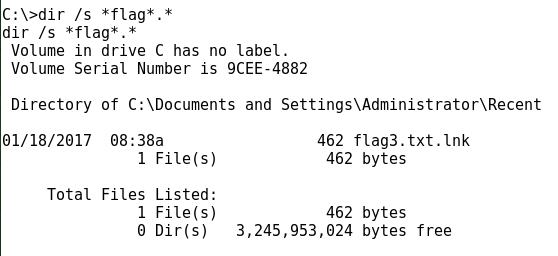 C:\>dir /s *flag*.*
dir /s *flag*.*
 Volume in drive C has no label.
 Volume Serial Number is 9CEE-4882

 Directory of C:\Documents and Settings\Administrator\Recent

01/18/2017  08:38a                 462 flag3.txt.lnk
               1 File(s)            462 bytes

     Total Files Listed:
               1 File(s)            462 bytes
               0 Dir(s)   3,245,953,024 bytes free